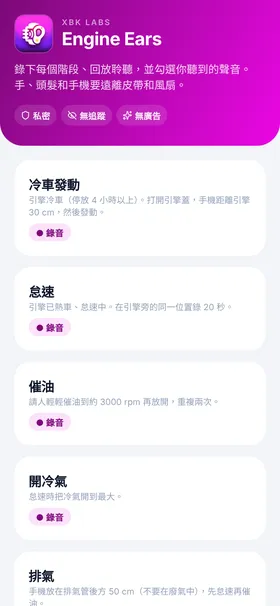 XBK LABS
Engine Ears
錄下每個階段、回放聆聽，並勾選你聽到的聲音。
手、頭髮和手機要遠離皮帶和風扇。
私密
無追蹤
無廣告
冷車發動
引擎冷車（停放 4 小時以上）。打開引擎蓋，手機距離引擎
30 cm，然後發動。
錄音
怠速
引擎已熱車、怠速中。在引擎旁的同一位置錄 20 秒。
錄音
催油
請人輕輕催油到約 3000 rpm 再放開，重複兩次。
錄音
開冷氣
怠速時把冷氣開到最大。
錄音
排氣
手機放在排氣管後方 50 cm（不要在廢氣中），先怠速再催
油。